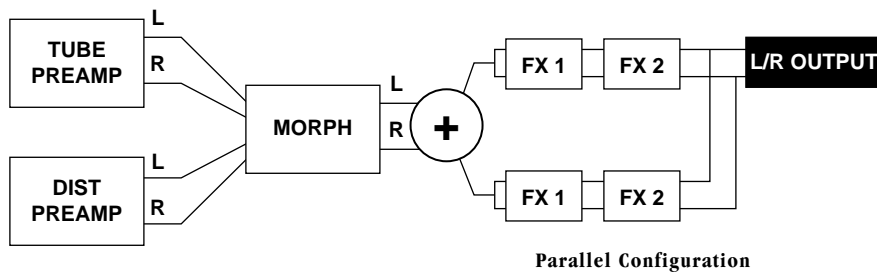 L
TUBE
PREAMP
R
L
DIST
PREAMP
R
MORPH
L
R
+
FX 1
FX 2
L/R OUTPUT
FX 1
FX 2
Parallel Configuration